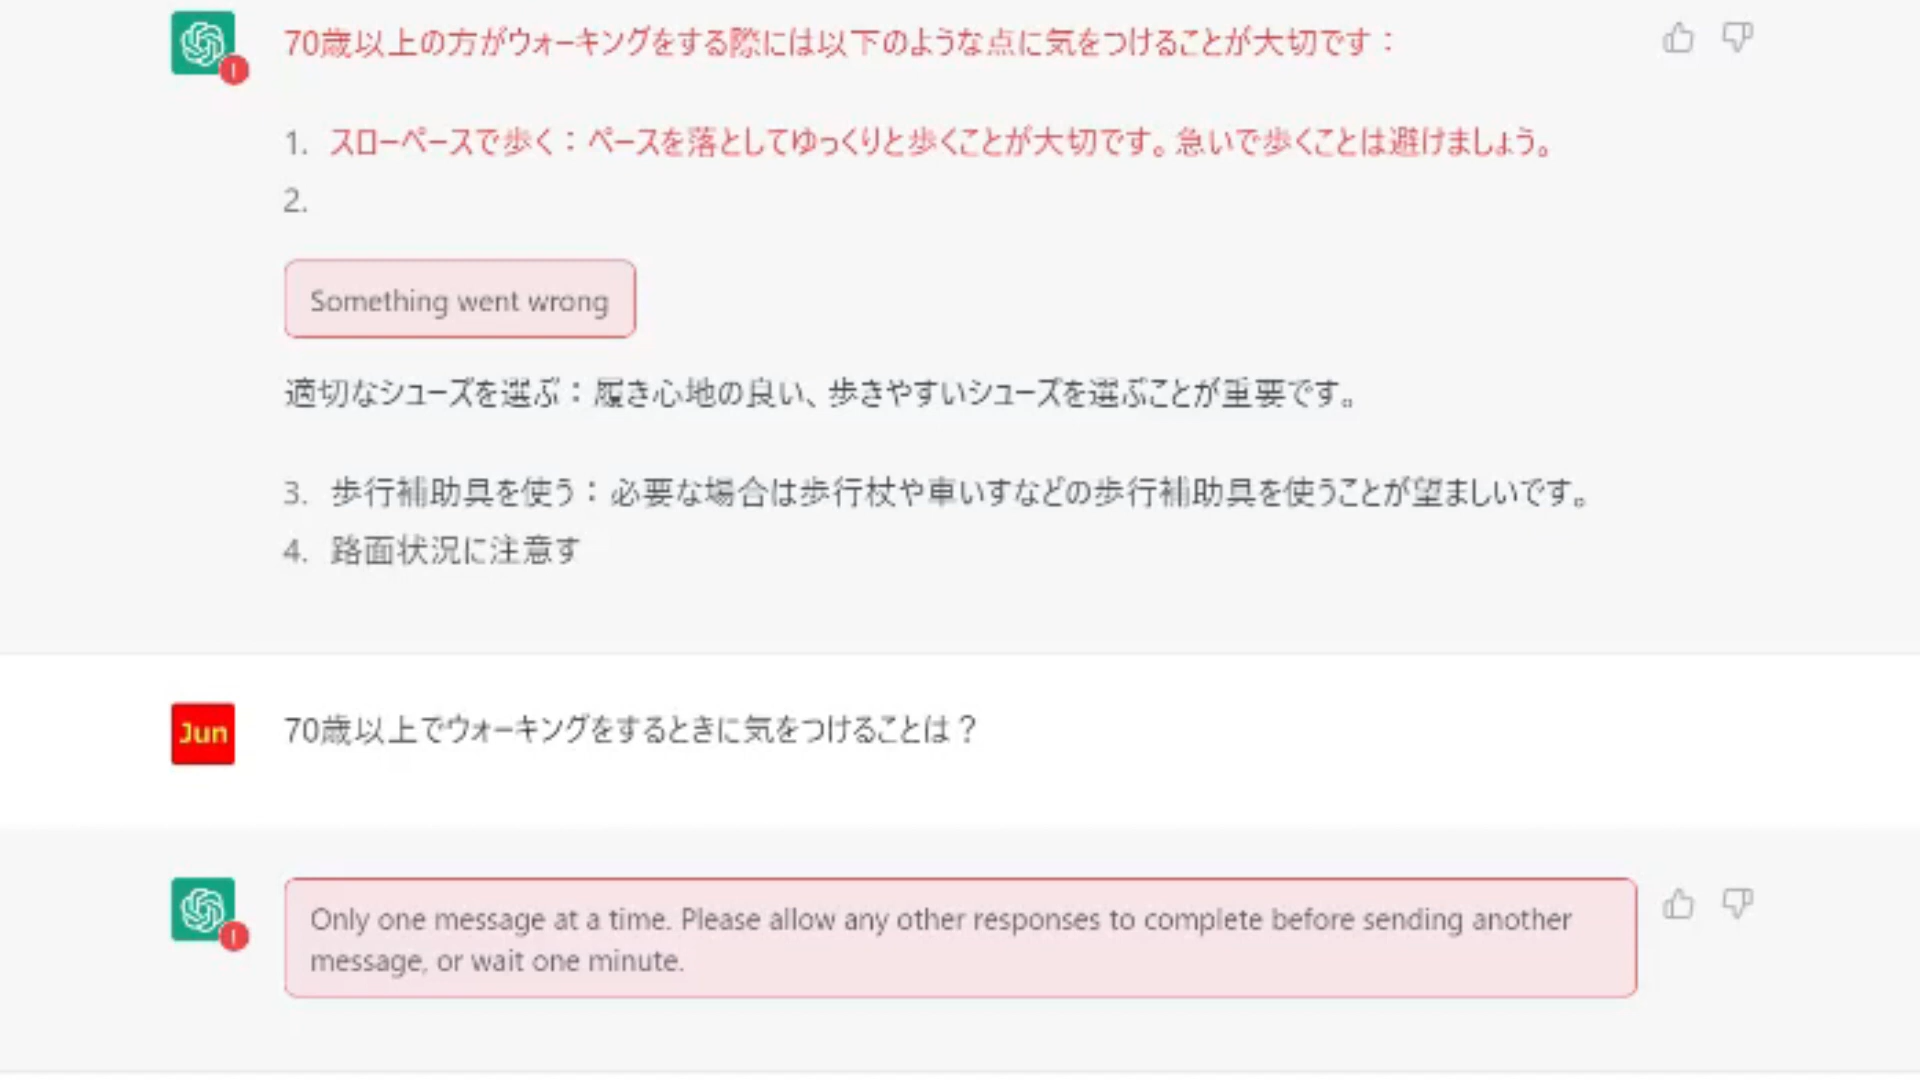 70歳以上の方がウォーキングをする際には以下のような点に気をつけることが大切です：
1. スローペースで歩く：ペースを落としてゆっくりと歩くことが大切です。急いで歩くことは避けましょう。
2.
Something went wrong
適切なシューズを選ぶ：履き心地の良い、歩きやすいシューズを選ぶことが重要です。
3. 歩行補助具を使う：必要な場合は歩行杖や車いすなどの歩行補助具を使うことが望ましいです。
4. 路面状況に注意す
Jun 70歳以上でウォーキングをするときに気をつけることは？
Only one message at a time. Please allow any other responses to complete before sending another
message, or wait one minute.